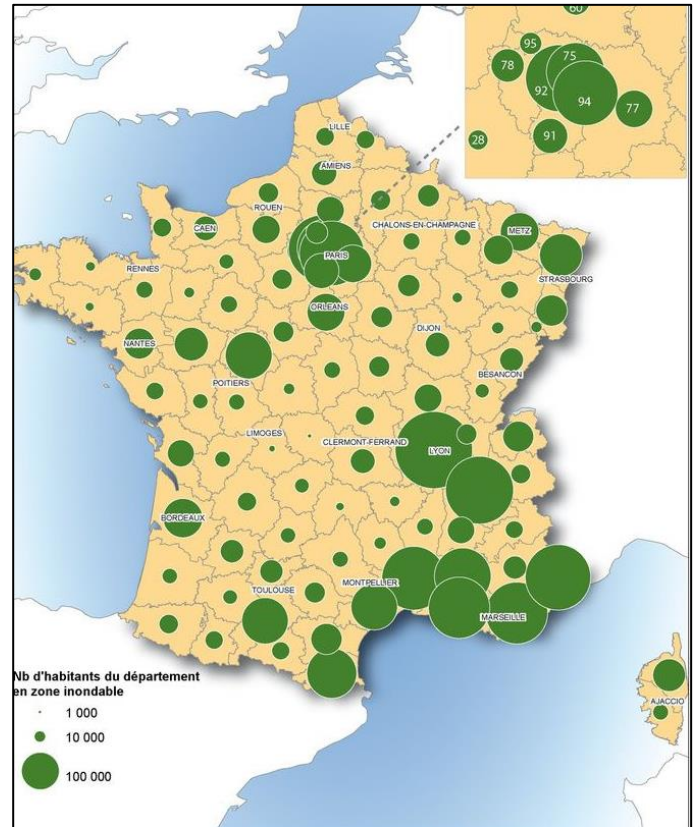 60
95
75
78
92
94
77
91
28
LILLE
AMIENS
ROUEN
CAEN
CHALONS-EN-CHAMPAGNE
METZ
PARIS
STRASBOURG
RENNES
ORLEANS
DIJON
NANTES
BESANCON
POITIERS
LIMOGES
CLERMONT-FERRAND
LYON
BORDEAUX
MONTPELLIER
TOULOUSE
MARSEILLE
AJACCIO
Nb d'habitants du département
en zone inondable
1 000
10 000
100 000